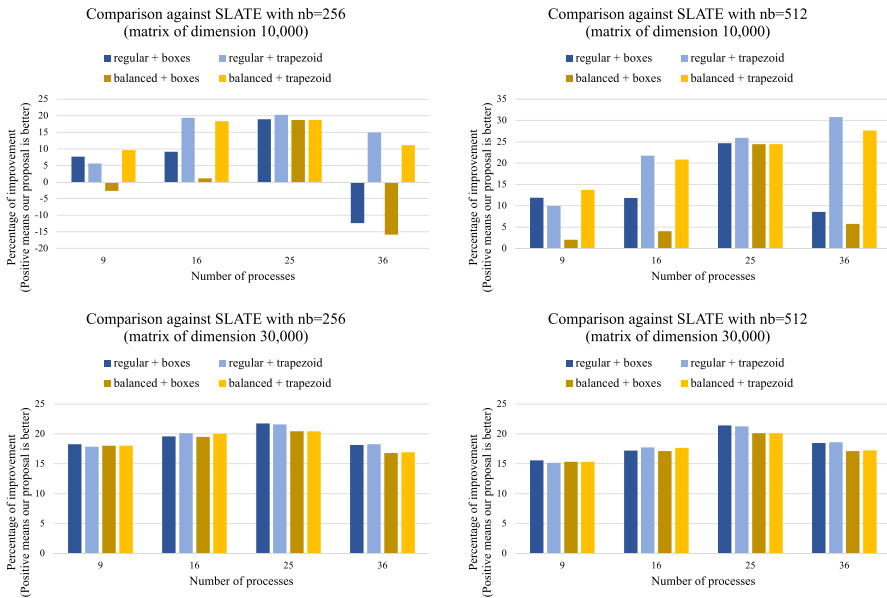 Comparison against SLATE with nb=256
(matrix of dimension 10,000)
regular + boxes
regular + trapezoid
balanced + boxes
balanced + trapezoid
Percentage of improvement
(Positive means our proposal is better)
25
20
15
10
5
0
-5
-10
-15
-20
9
16
25
36
Number of processes
Comparison against SLATE with nb=512
(matrix of dimension 10,000)
regular + boxes
regular + trapezoid
balanced + boxes
balanced + trapezoid
Percentage of improvement
(Positive means our proposal is better)
35
30
25
20
15
10
5
0
9
16
25
36
Number of processes
Comparison against SLATE with nb=256
(matrix of dimension 30,000)
regular + boxes
regular + trapezoid
balanced + boxes
balanced + trapezoid
Percentage of improvement
(Positive means our proposal is better)
25
20
15
10
5
0
9
16
25
36
Number of processes
Comparison against SLATE with nb=512
(matrix of dimension 30,000)
regular + boxes
regular + trapezoid
balanced + boxes
balanced + trapezoid
Percentage of improvement
(Positive means our proposal is better)
25
20
15
10
5
0
9
16
25
36
Number of processes